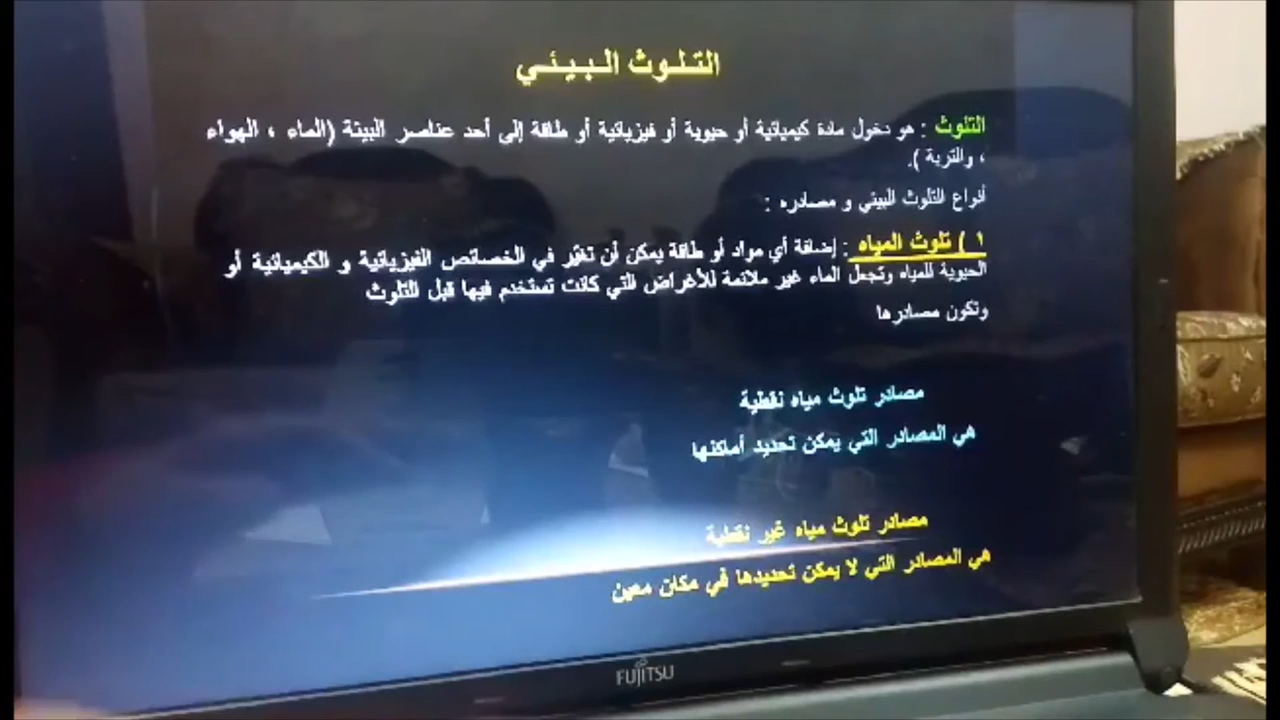 التلوث البيئي
التلوث : هو دخول مادة كيميائية أو حيوية أو فيزيائية أو طاقة إلى أحد عناصر البيئة (الماء ، الهواء
، والتربة ).
أنواع التلوث البيئي و مصادره :
١ ) تلوث المياه : إضافة أي مواد أو طاقة يمكن أن تغيّر في الخصائص الفيزيائية و الكيميائية أو
الحيوية للمياه وتجعل الماء غير ملائمة للأغراض التي كانت تستخدم فيها قبل التلوث
وتكون مصادرها
مصادر تلوث مياه نقطية
هي المصادر التي يمكن تحديد أماكنها
مصادر تلوث مياه غير نقطية
هي المصادر التي لا يمكن تحديدها في مكان معين
FUJITSU